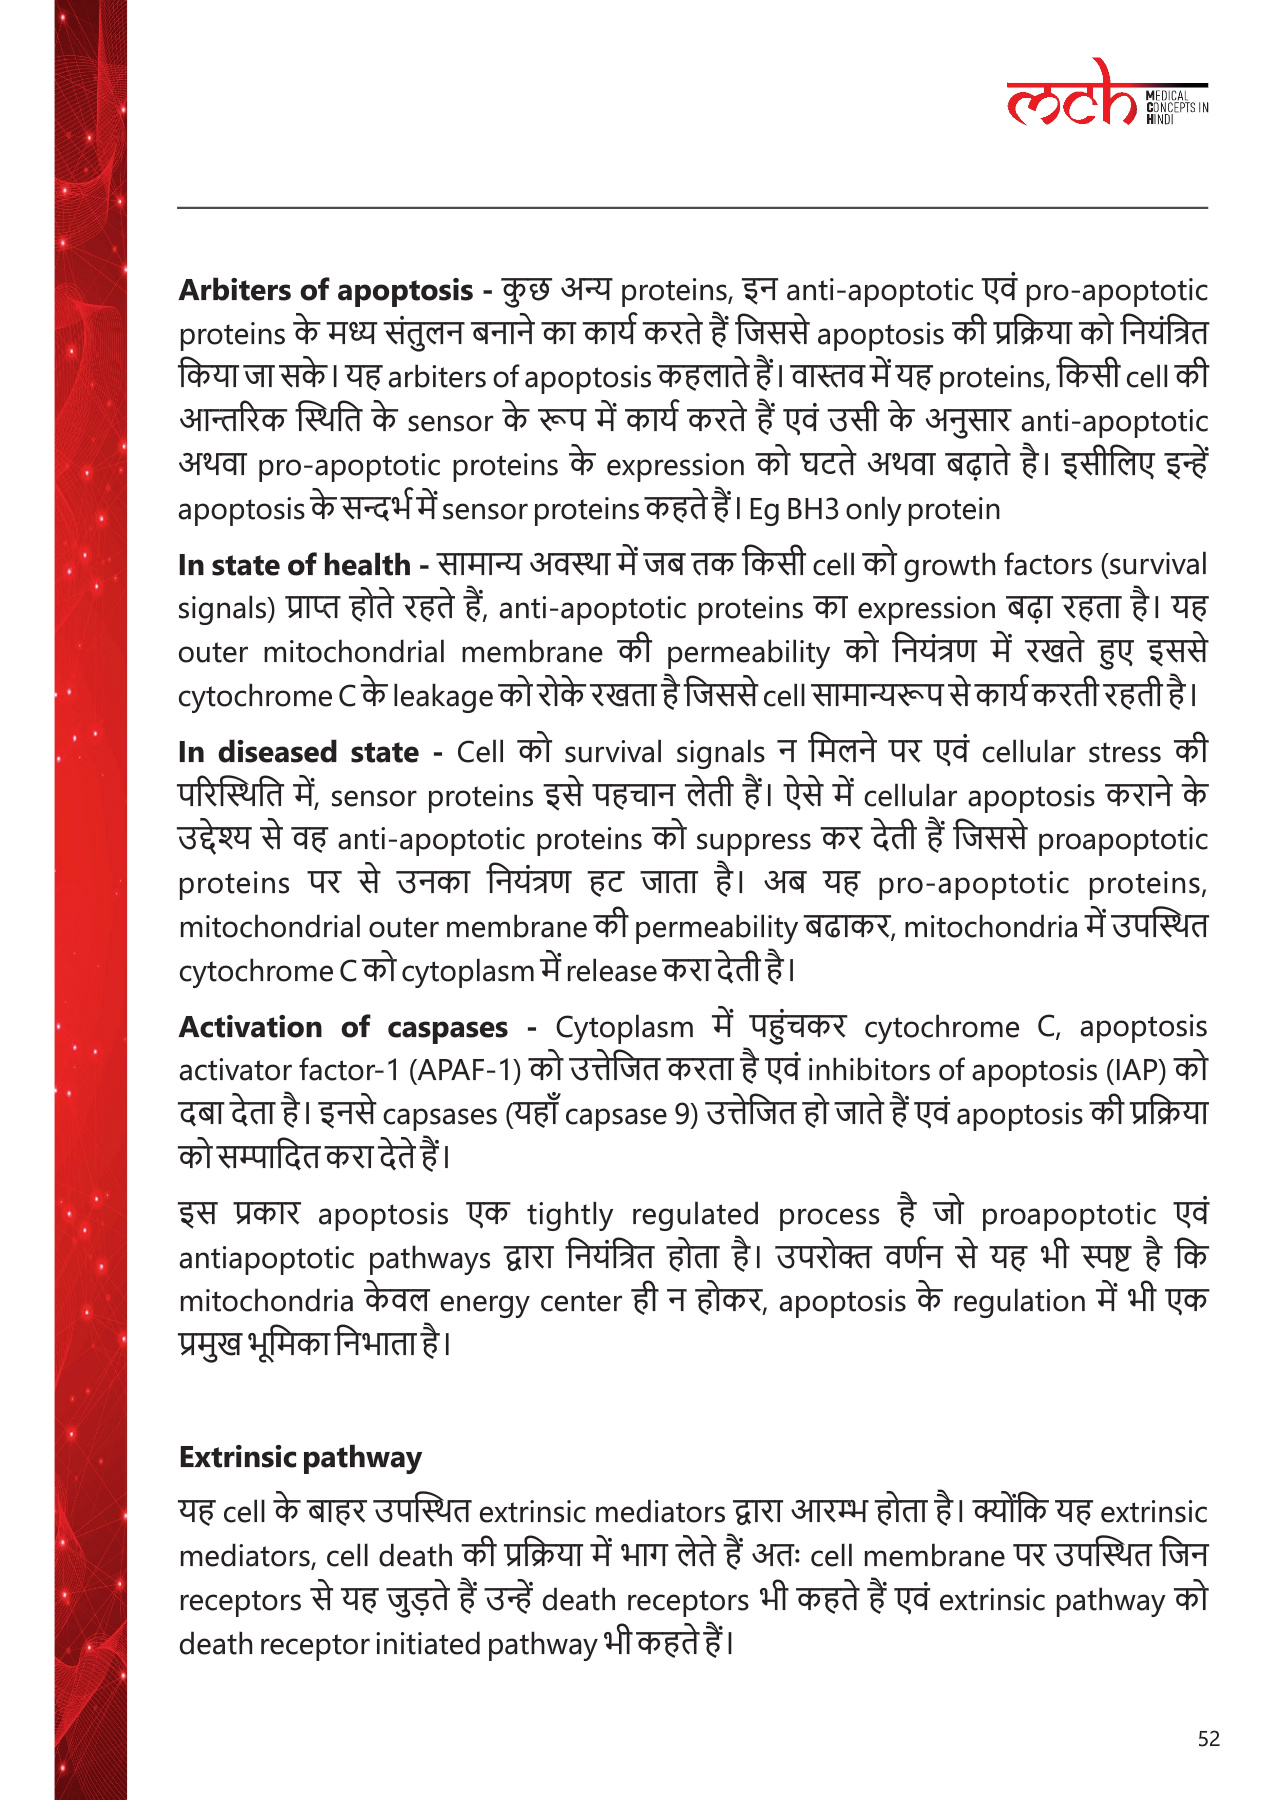 mch MEDICAL
CONCEPTS IN
HINDI
Arbiters of apoptosis - कुछ अन्य proteins, इन anti-apoptotic एवं pro-apoptotic
proteins के मध्य संतुलन बनाने का कार्य करते हैं जिससे apoptosis की प्रक्रिया को नियंत्रित
किया जा सके। यह arbiters of apoptosis कहलाते हैं। वास्तव में यह proteins, किसी cell की
आन्तरिक स्थिति के sensor के रूप में कार्य करते हैं एवं उसी के अनुसार anti-apoptotic
अथवा pro-apoptotic proteins के expression को घटते अथवा बढ़ाते है। इसीलिए इन्हें
apoptosis के सन्दर्भ में sensor proteins कहते हैं। Eg BH3 only protein
In state of health - सामान्य अवस्था में जब तक किसी cell को growth factors (survival
signals) प्राप्त होते रहते हैं, anti-apoptotic proteins का expression बढ़ा रहता है। यह
outer mitochondrial membrane की permeability को नियंत्रण में रखते हुए इससे
cytochrome C के leakage को रोके रखता है जिससे cell सामान्यरूप से कार्य करती रहती है।
In diseased state - Cell को survival signals न मिलने पर एवं cellular stress की
परिस्थिति में, sensor proteins इसे पहचान लेती हैं। ऐसे में cellular apoptosis कराने के
उद्देश्य से वह anti-apoptotic proteins को suppress कर देती हैं जिससे proapoptotic
proteins पर से उनका नियंत्रण हट जाता है। अब यह pro-apoptotic proteins,
mitochondrial outer membrane की permeability बढाकर, mitochondria में उपस्थित
cytochrome C को cytoplasm में release करा देती है।
Activation of caspases - Cytoplasm में पहुंचकर cytochrome C, apoptosis
activator factor-1 (APAF-1) को उत्तेजित करता है एवं inhibitors of apoptosis (IAP) को
दबा देता है। इनसे capsases (यहाँ capsase 9) उत्तेजित हो जाते हैं एवं apoptosis की प्रक्रिया
को सम्पादित करा देते हैं।
इस प्रकार apoptosis एक tightly regulated process है जो proapoptotic एवं
antiapoptotic pathways द्वारा नियंत्रित होता है। उपरोक्त वर्णन से यह भी स्पष्ट है कि
mitochondria केवल energy center ही न होकर, apoptosis के regulation में भी एक
प्रमुख भूमिका निभाता है।
Extrinsic pathway
यह cell के बाहर उपस्थित extrinsic mediators द्वारा आरम्भ होता है। क्योंकि यह extrinsic
mediators, cell death की प्रक्रिया में भाग लेते हैं अतः cell membrane पर उपस्थित जिन
receptors से यह जुड़ते हैं उन्हें death receptors भी कहते हैं एवं extrinsic pathway को
death receptor initiated pathway भी कहते हैं।
52